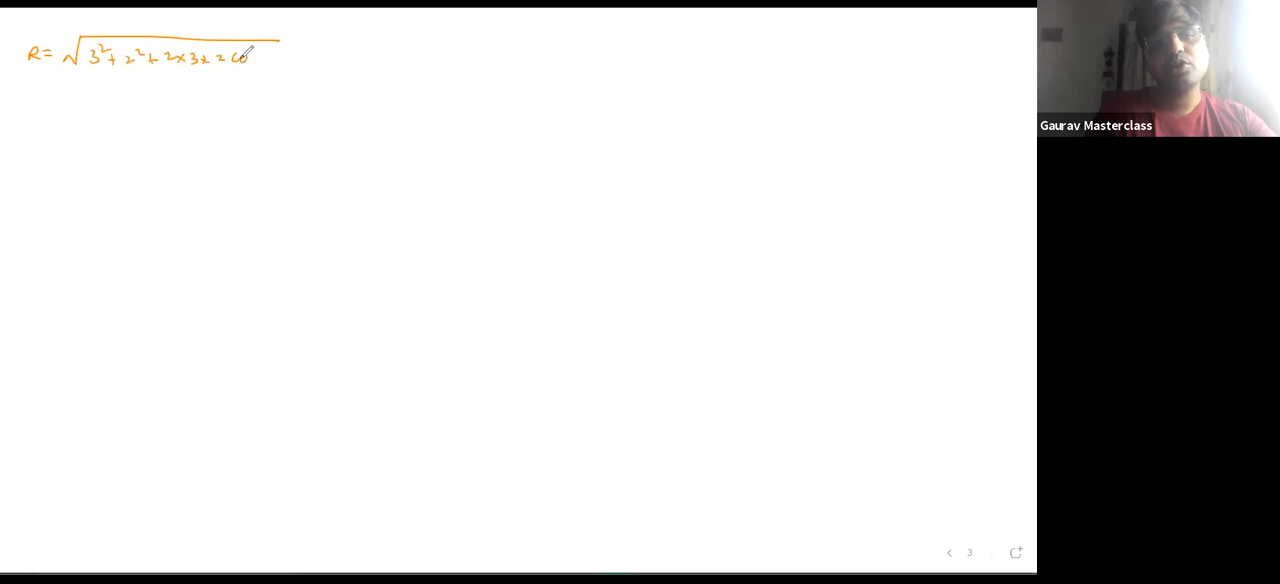 R = √3² + 2² + 2 × 3 × 2 co
Gaurav Masterclass
3